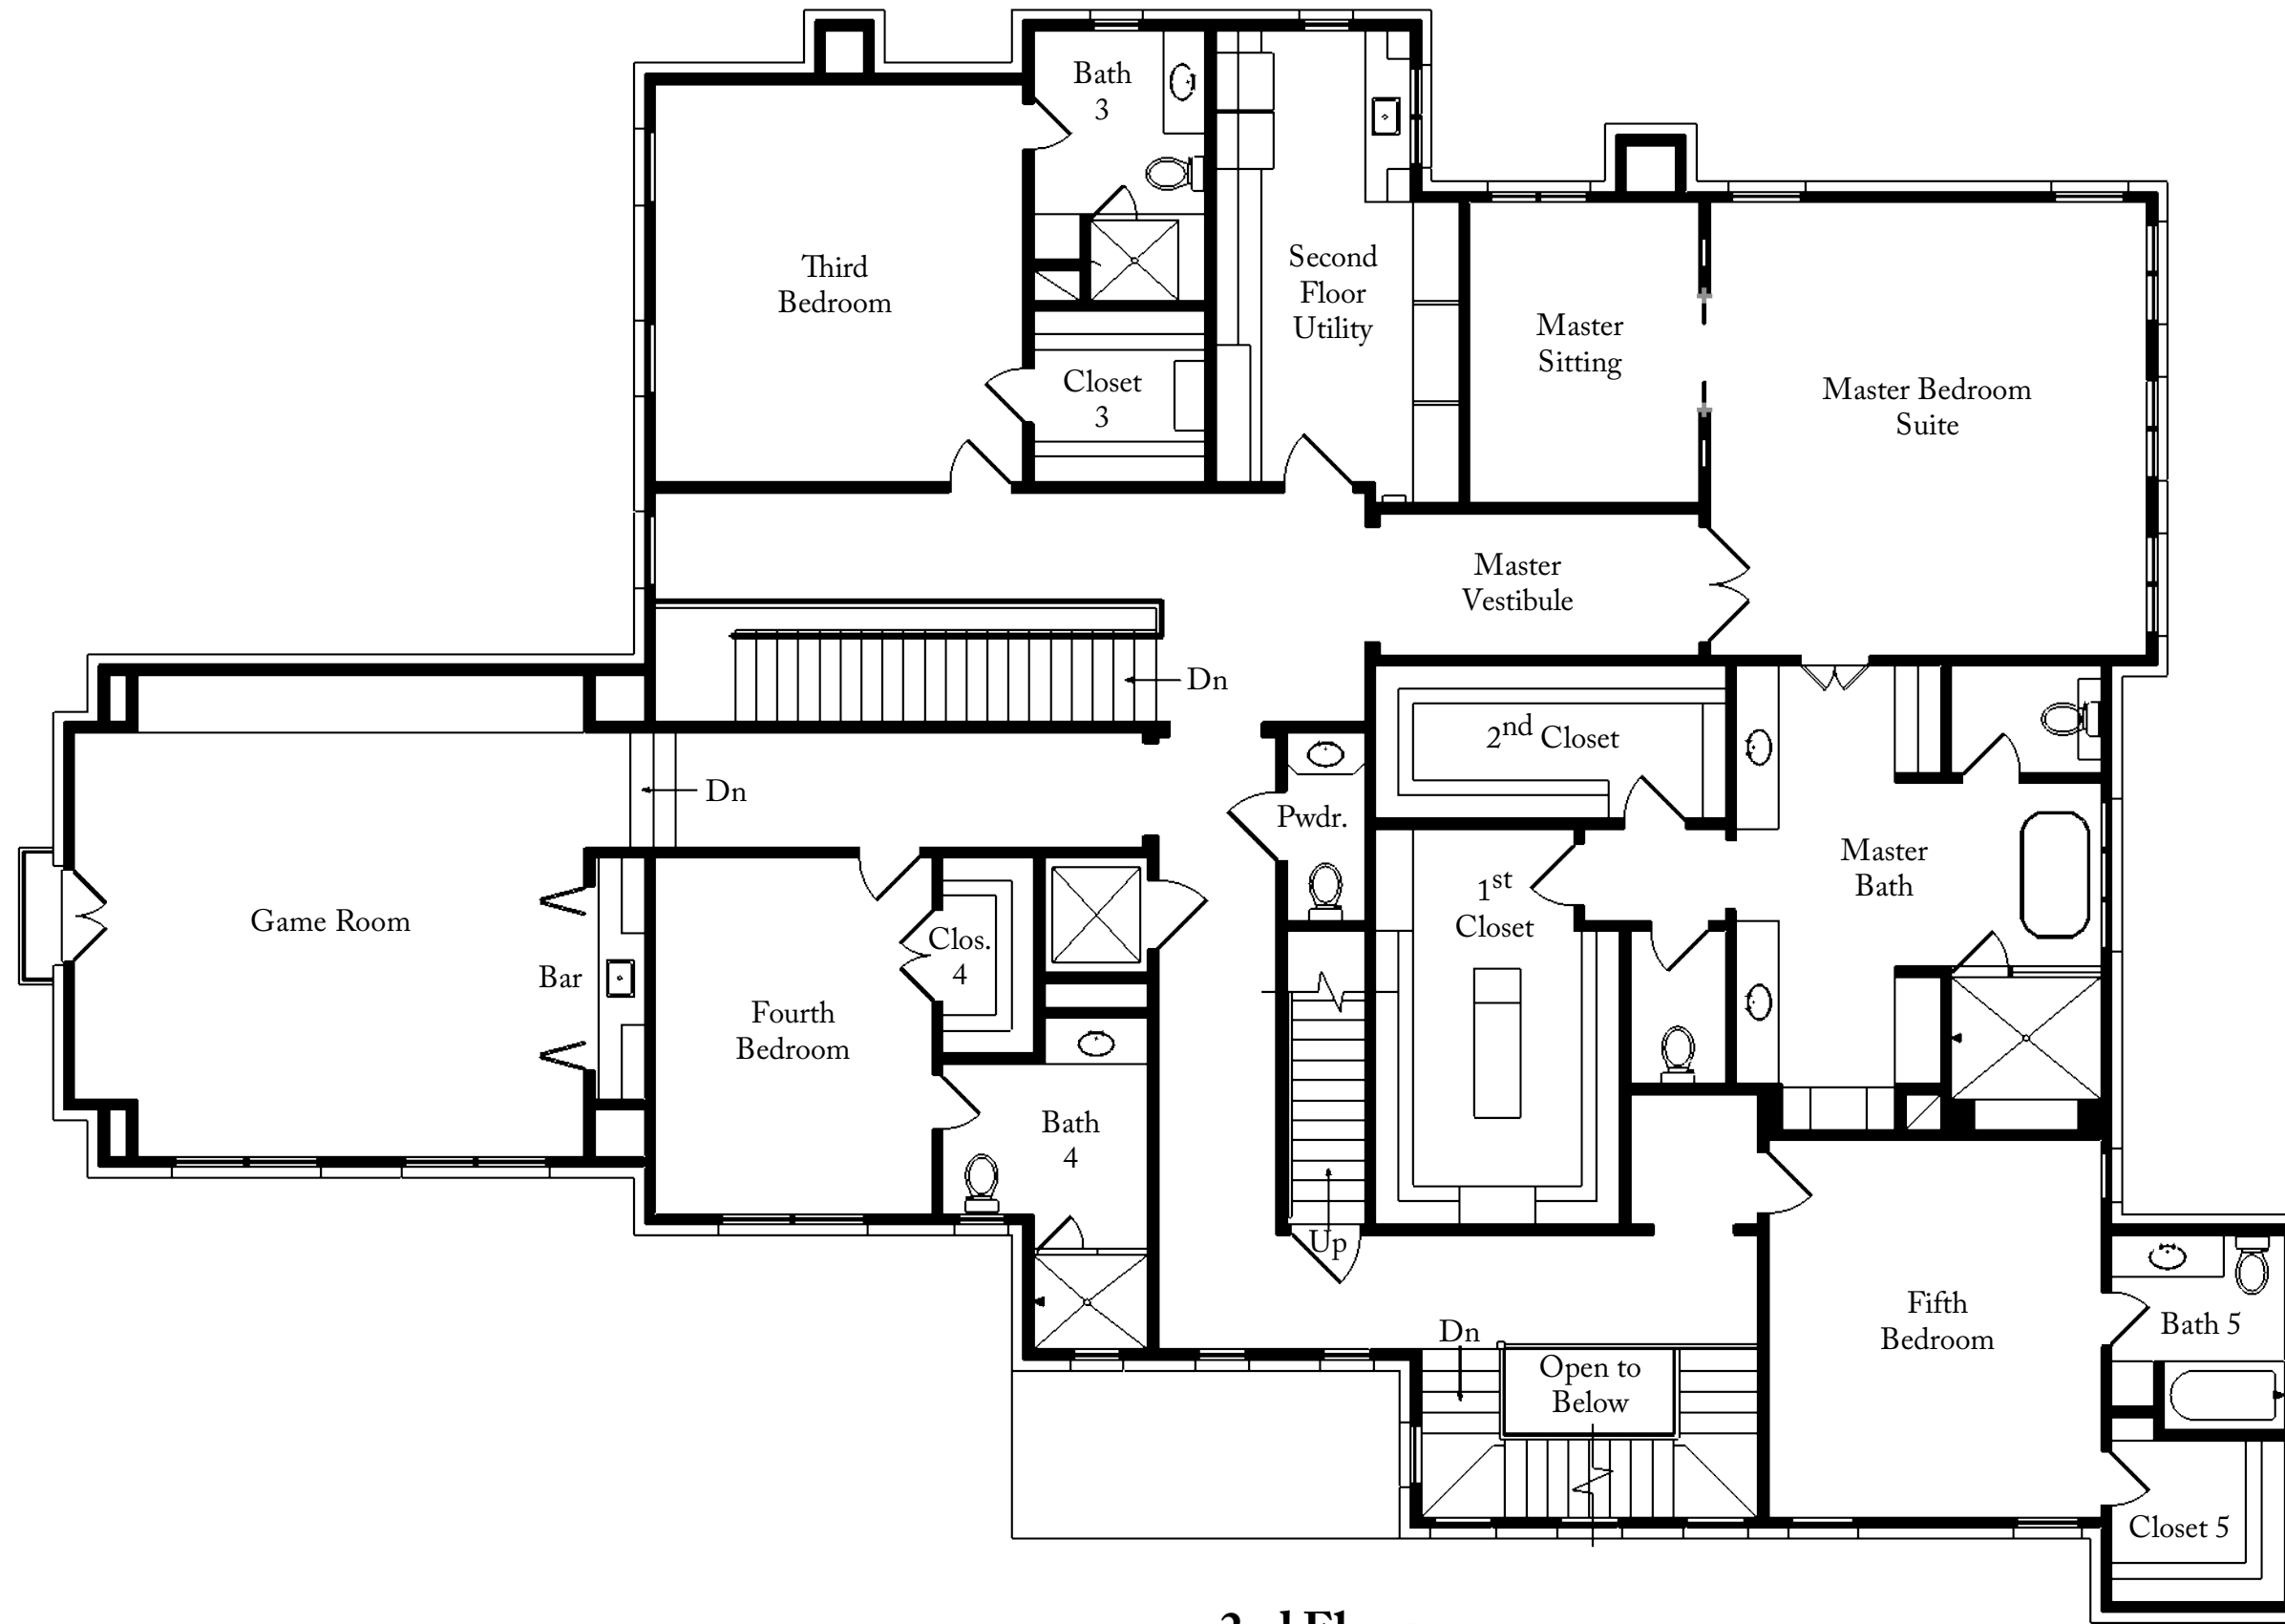 Bath
3
Third
Bedroom
Second
Floor
Utility
Master
Sitting
Closet
3
Master Bedroom
Suite
Master
Vestibule
Dn
2nd Closet
Dn
Pwdr.
Master
Bath
1st
Closet
Game Room
Bar
Clos.
4
Fourth
Bedroom
Bath
4
Up
Fifth
Bedroom
Bath 5
Dn
Open to
Below
Closet 5